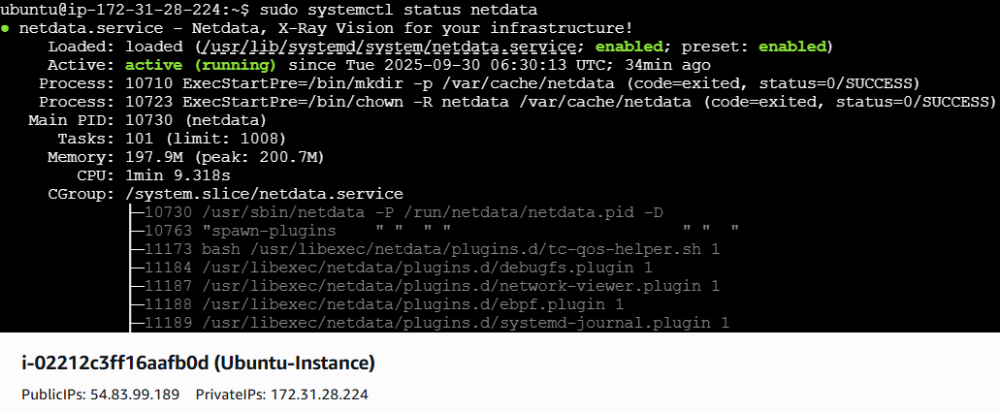 ubuntu@ip-172-31-28-224:~$ sudo systemctl status netdata
● netdata.service - Netdata, X-Ray Vision for your infrastructure!
     Loaded: loaded (/usr/lib/systemd/system/netdata.service; enabled; preset: enabled)
     Active: active (running) since Tue 2025-09-30 06:30:13 UTC; 34min ago
    Process: 10710 ExecStartPre=/bin/mkdir -p /var/cache/netdata (code=exited, status=0/SUCCESS)
    Process: 10723 ExecStartPre=/bin/chown -R netdata /var/cache/netdata (code=exited, status=0/SUCCESS)
   Main PID: 10730 (netdata)
      Tasks: 101 (limit: 1008)
     Memory: 197.9M (peak: 200.7M)
        CPU: 1min 9.318s
     CGroup: /system.slice/netdata.service
             ├─10730 /usr/sbin/netdata -P /run/netdata/netdata.pid -D
             ├─10763 "spawn-plugins    " "  " "                        " "  "
             ├─11173 bash /usr/libexec/netdata/plugins.d/tc-qos-helper.sh 1
             ├─11184 /usr/libexec/netdata/plugins.d/debugfs.plugin 1
             ├─11187 /usr/libexec/netdata/plugins.d/network-viewer.plugin 1
             ├─11188 /usr/libexec/netdata/plugins.d/ebpf.plugin 1
             ├─11189 /usr/libexec/netdata/plugins.d/systemd-journal.plugin 1
i-02212c3ff16aafb0d (Ubuntu-Instance)
PublicIPs: 54.83.99.189    PrivateIPs: 172.31.28.224